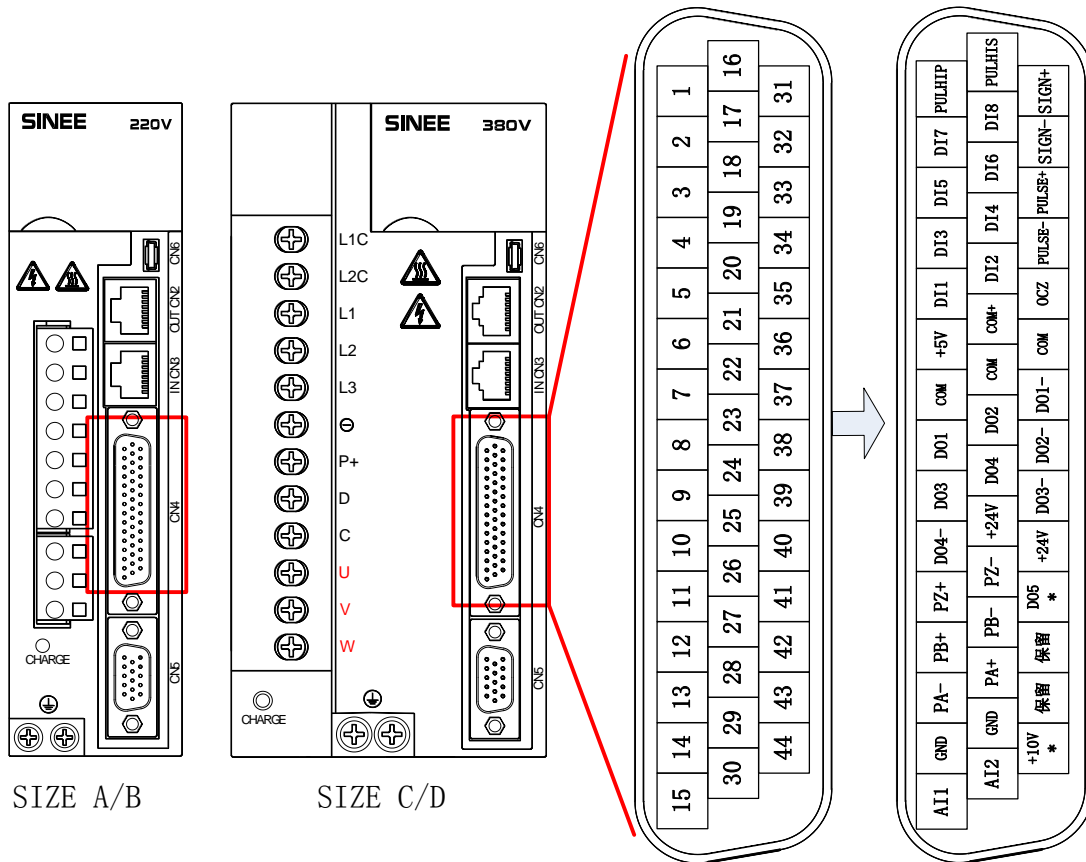 SINEE 220V
CN6
OUT CN2
IN CN3
CN4
CN5
CHARGE
SIZE A/B
SINEE 380V
L1C
L2C
L1
L2
L3
⊖
P+
D
C
U
V
W
CHARGE
CN6
OUT CN2
IN CN3
CN4
CN5
SIZE C/D
1
2
3
4
5
6
7
8
9
10
11
12
13
14
15
16
17
18
19
20
21
22
23
24
25
26
27
28
29
30
31
32
33
34
35
36
37
38
39
40
41
42
43
44
PULHIP
DI7
DI5
DI3
DI1
+5V
COM
DO1
DO3
DO4-
PZ+
PB+
PA-
GND
AI1
PULHIS
DI8
DI6
DI4
DI2
COM+
COM
DO2
DO4
+24V
PZ-
PB-
PA+
GND
AI2
SIGN+
SIGN-
PULSE+
PULSE-
OCZ
COM
DO1-
DO2-
DO3-
+24V
DO5
*
保留
保留
+10V
*